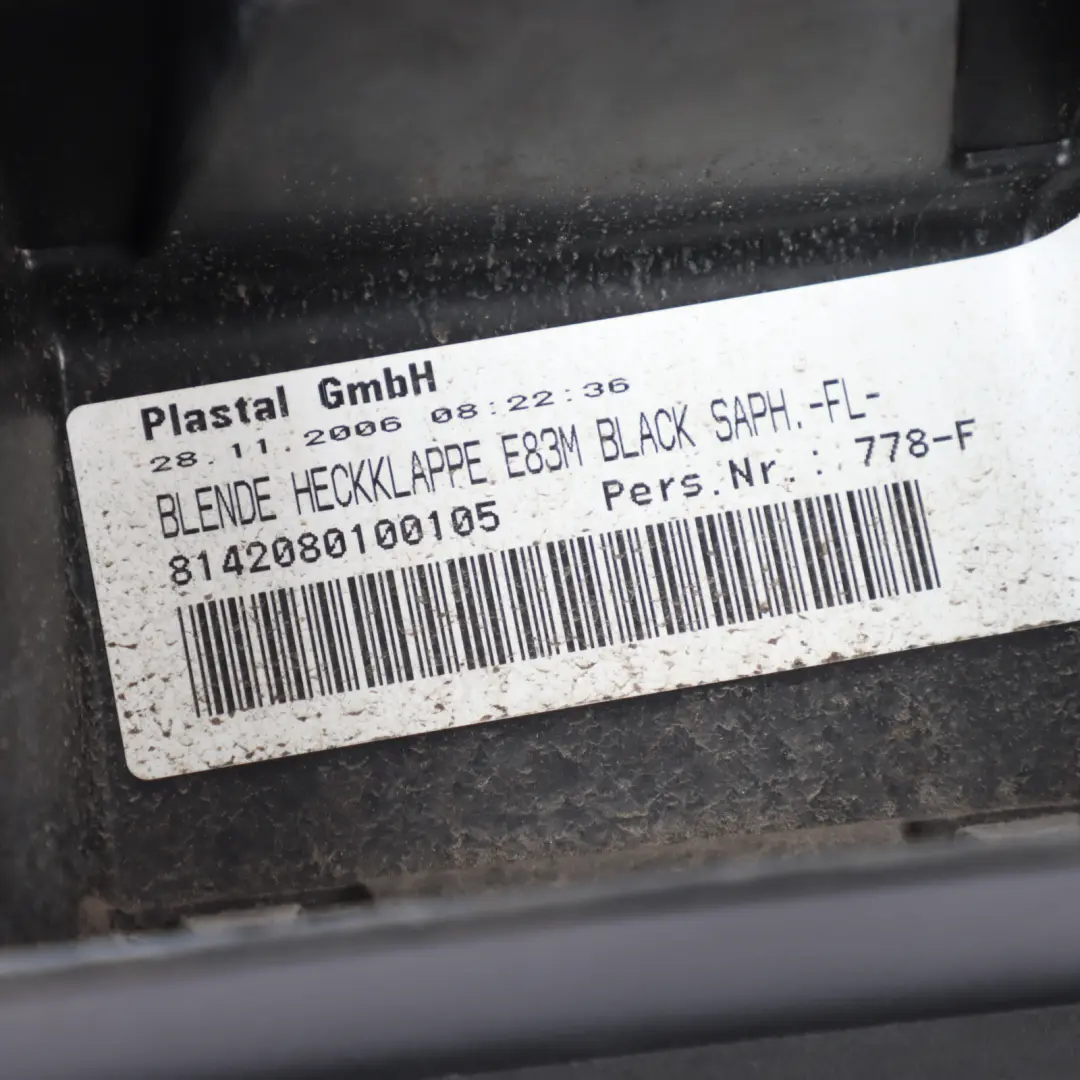 Plastal GmbH
28.11.2006 08:22:36
BLENDE HECKKLAPPE E83M BLACK SAPH. -FL-
8142080100105 Pers.Nr.: 778-F